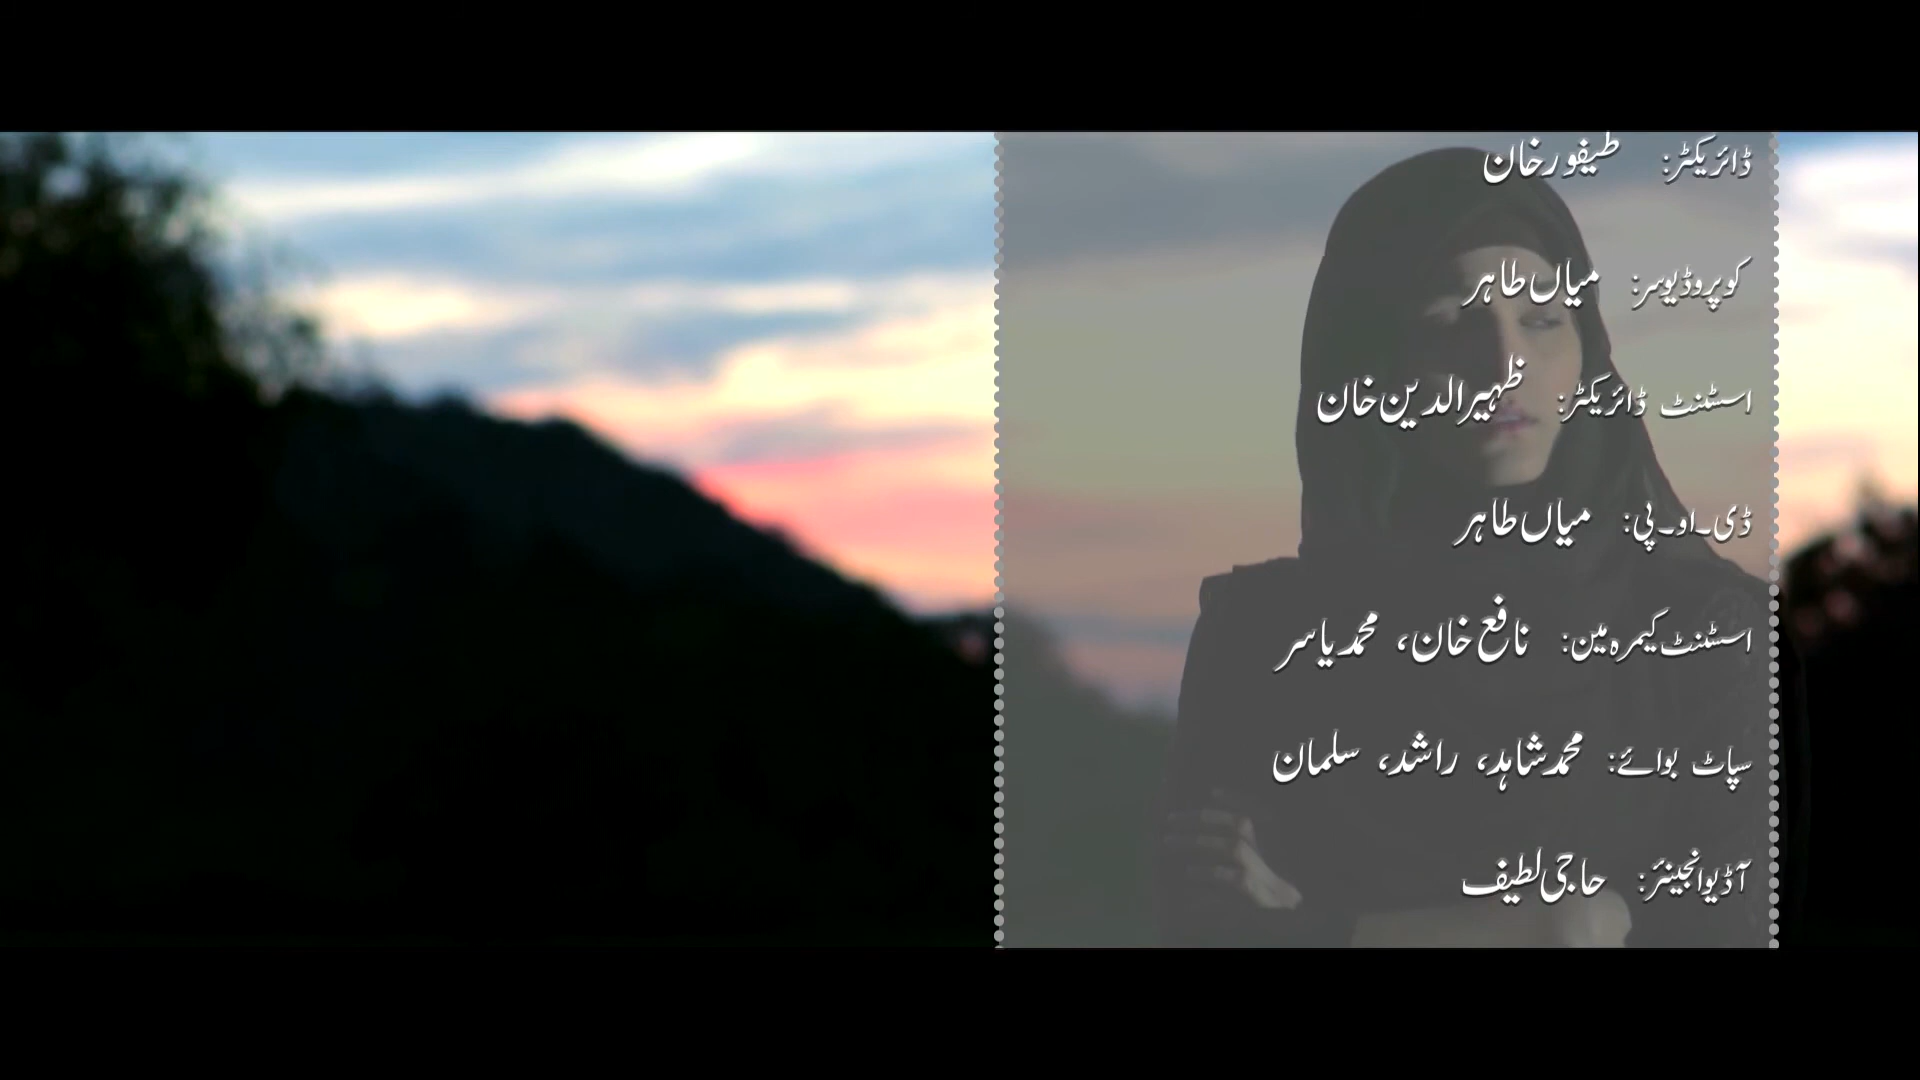 ڈائریکٹر: طیفور خان
کو پروڈیوسر: میاں طاہر
اسسٹنٹ ڈائریکٹر: ظہیرالدین خان
ڈی۔او۔پی: میاں طاہر
اسسٹنٹ کیمرہ مین: نافع خان، محمد یاسر
سپاٹ بوائے: محمد شاہد، راشد، سلمان
آڈیو انجینئر: حاجی لطیف